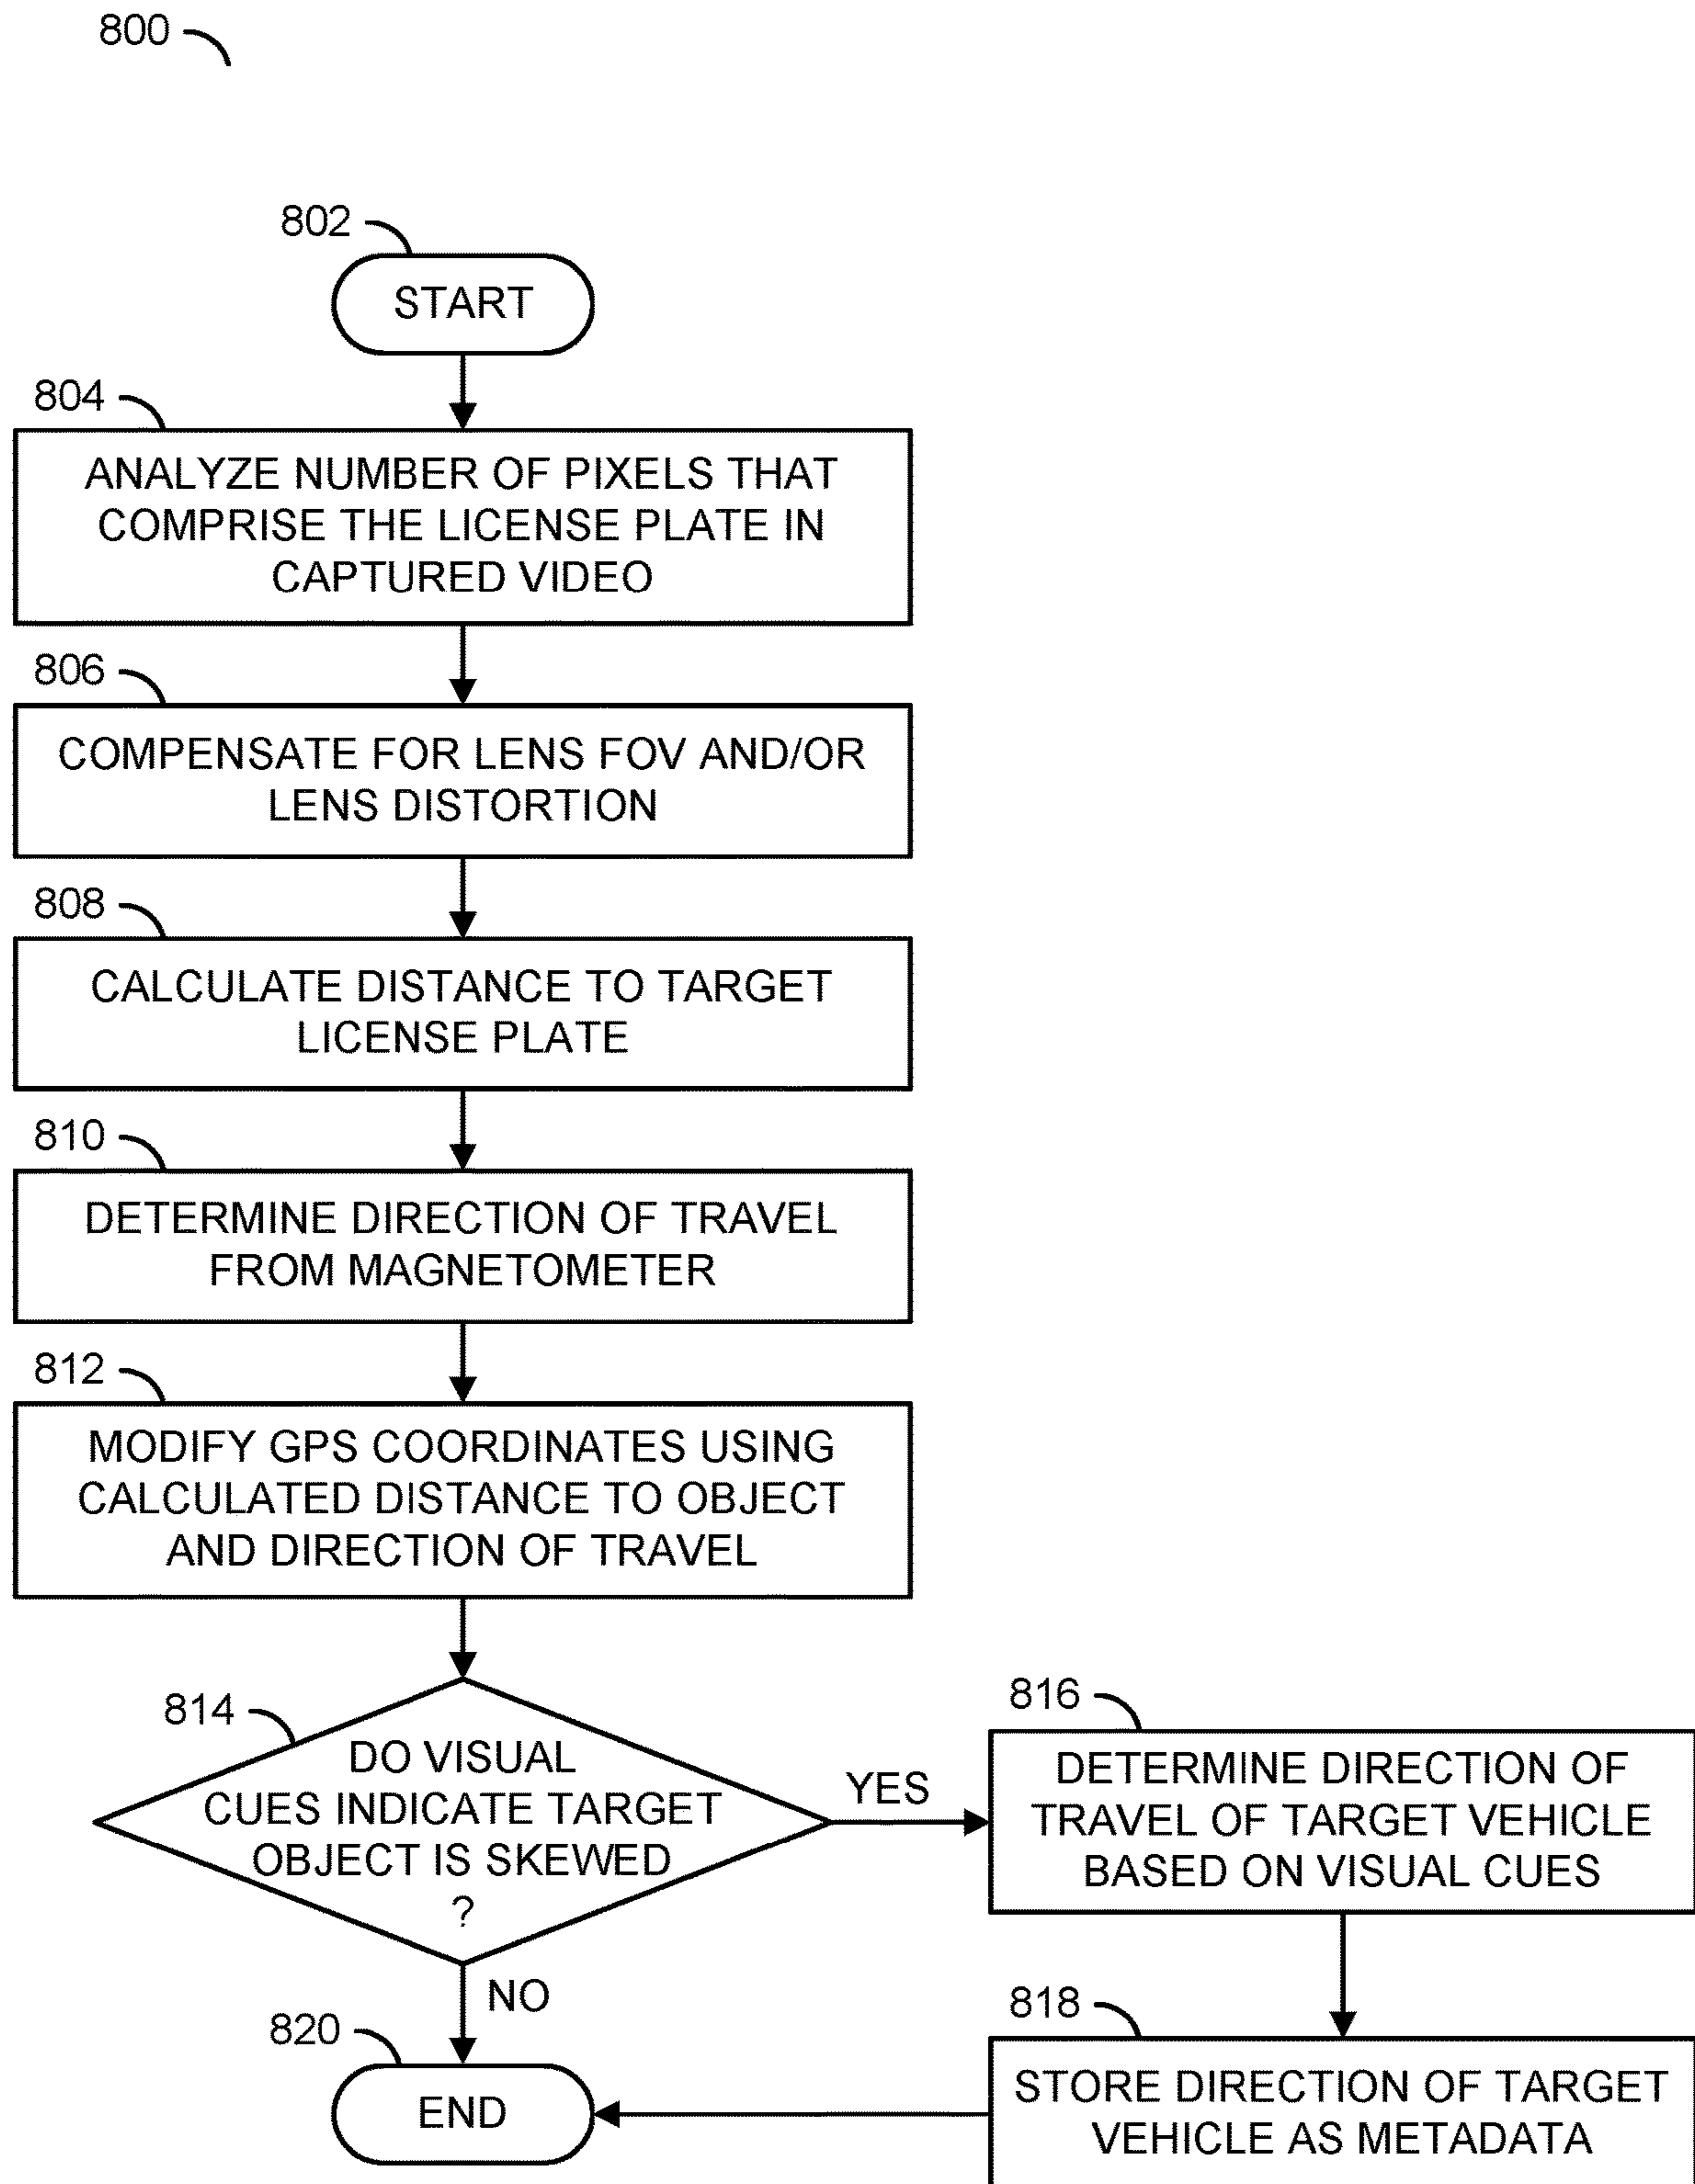 800
802
START
804
ANALYZE NUMBER OF PIXELS THAT
COMPRISE THE LICENSE PLATE IN
CAPTURED VIDEO
806
COMPENSATE FOR LENS FOV AND/OR
LENS DISTORTION
808
CALCULATE DISTANCE TO TARGET
LICENSE PLATE
810
DETERMINE DIRECTION OF TRAVEL
FROM MAGNETOMETER
812
MODIFY GPS COORDINATES USING
CALCULATED DISTANCE TO OBJECT
AND DIRECTION OF TRAVEL
814
DO VISUAL
CUES INDICATE TARGET
OBJECT IS SKEWED
?
YES
816
DETERMINE DIRECTION OF
TRAVEL OF TARGET VEHICLE
BASED ON VISUAL CUES
NO
818
STORE DIRECTION OF TARGET
VEHICLE AS METADATA
820
END